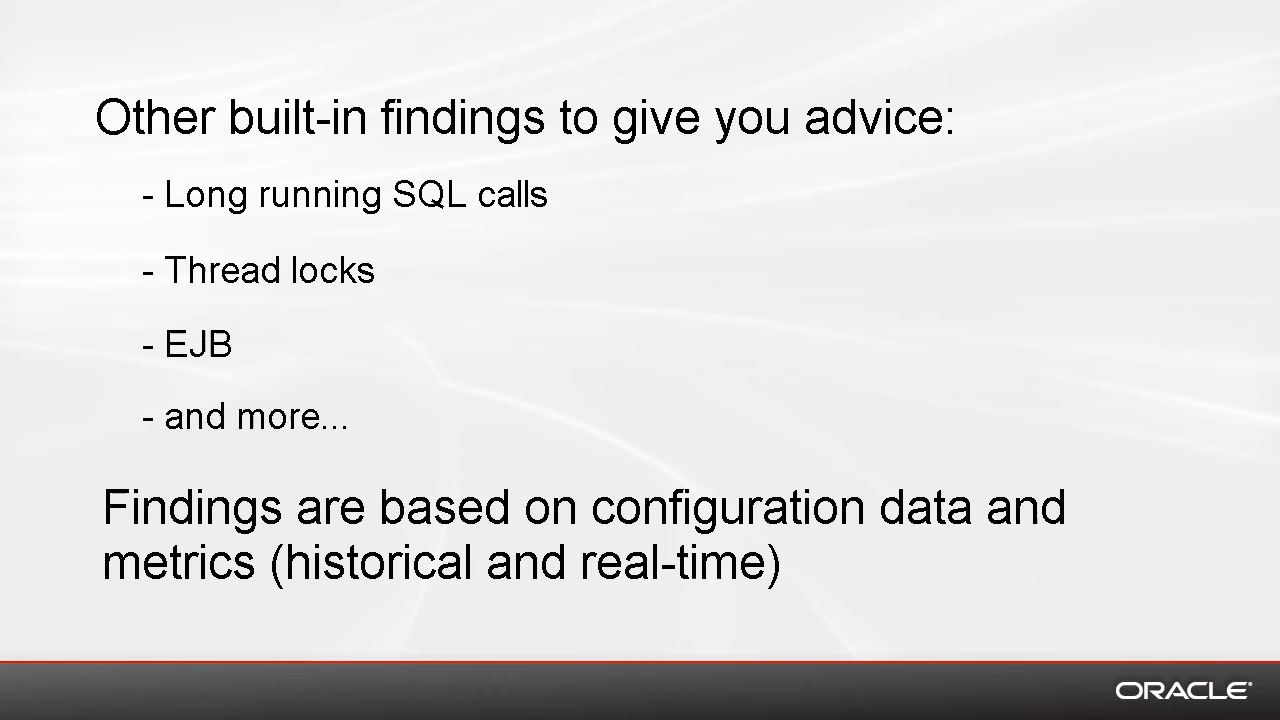 Other built-in findings to give you advice:
- Long running SQL calls
- Thread locks
- EJB
- and more...
Findings are based on configuration data and
metrics (historical and real-time)
ORACLE®